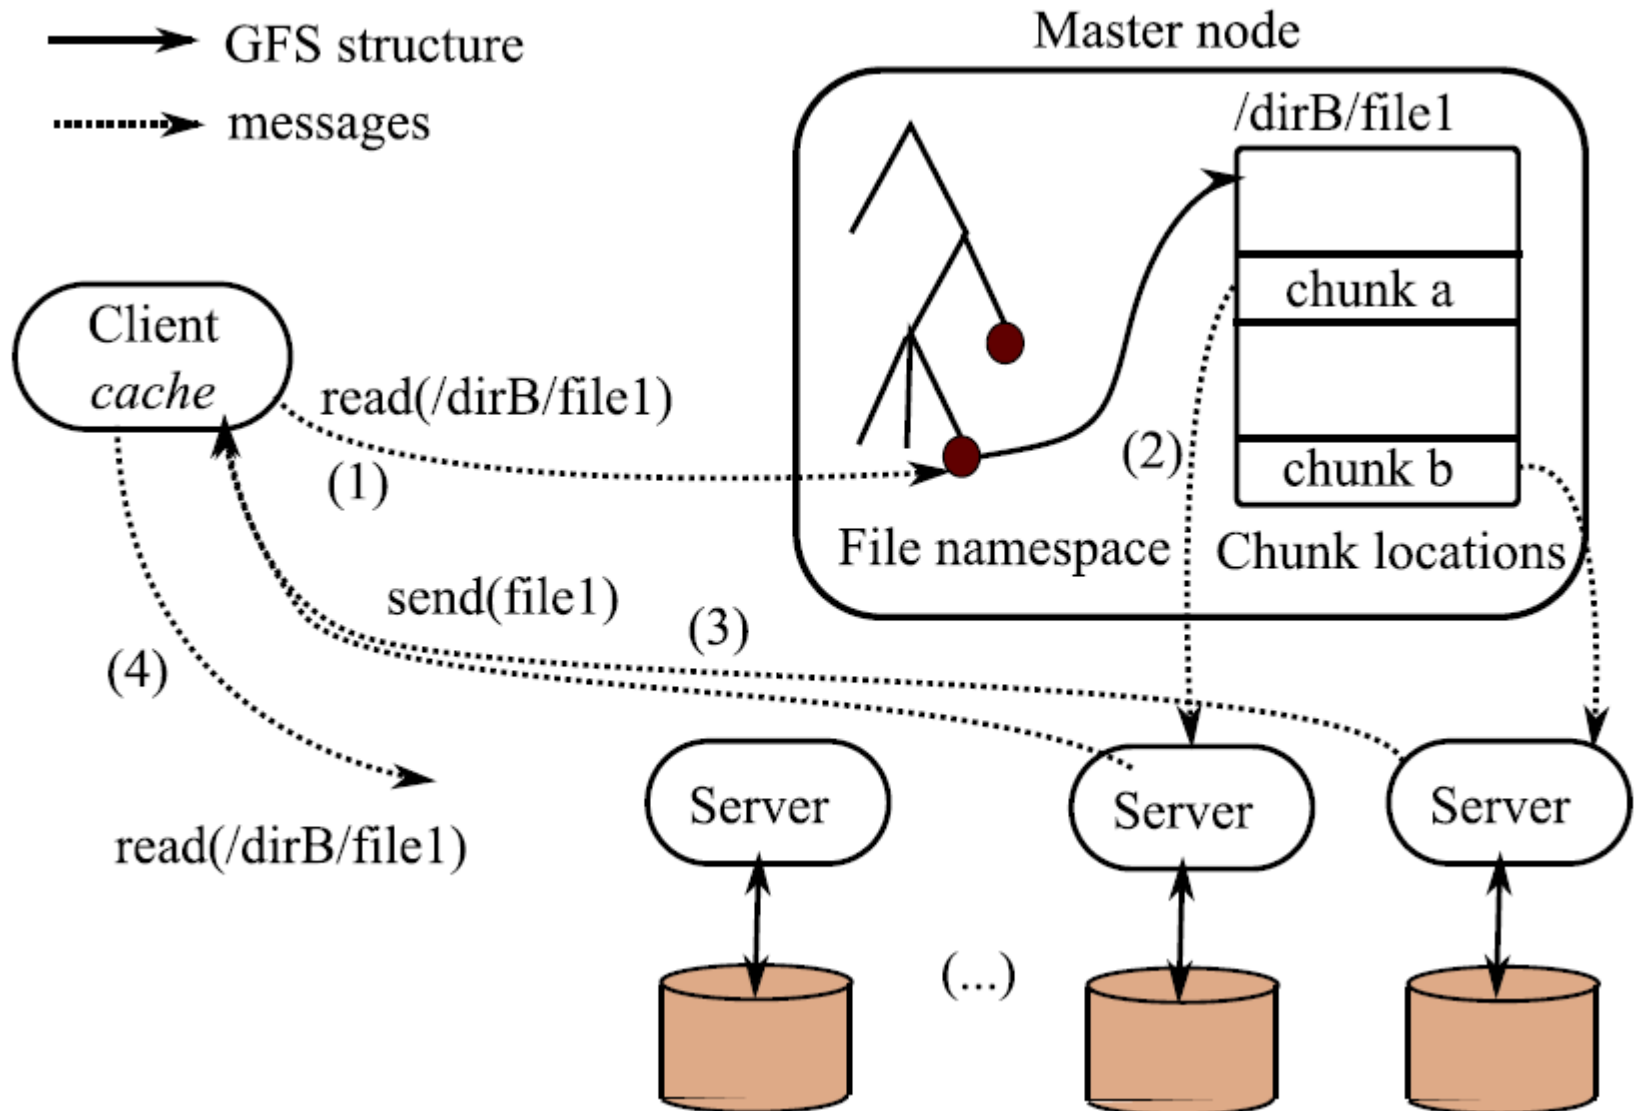 GFS structure
messages
Master node
/dirB/file1
chunk a
chunk b
File namespace
Chunk locations
Client
cache
read(/dirB/file1)
(1)
(2)
send(file1)
(3)
(4)
read(/dirB/file1)
Server
Server
Server
(...)